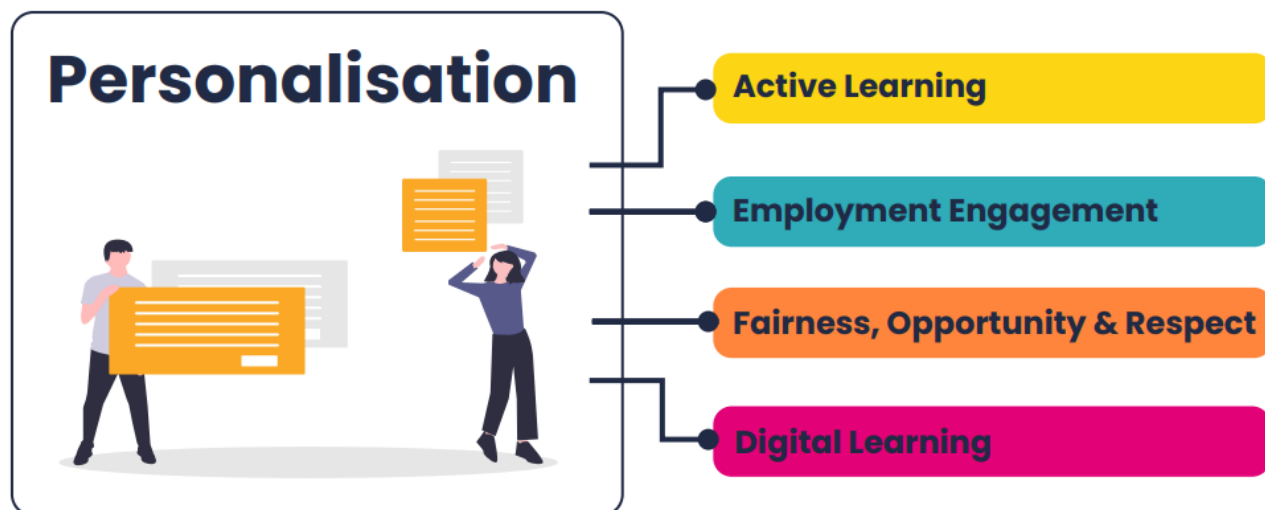 Personalisation
Active Learning
Employment Engagement
Fairness, Opportunity & Respect
Digital Learning